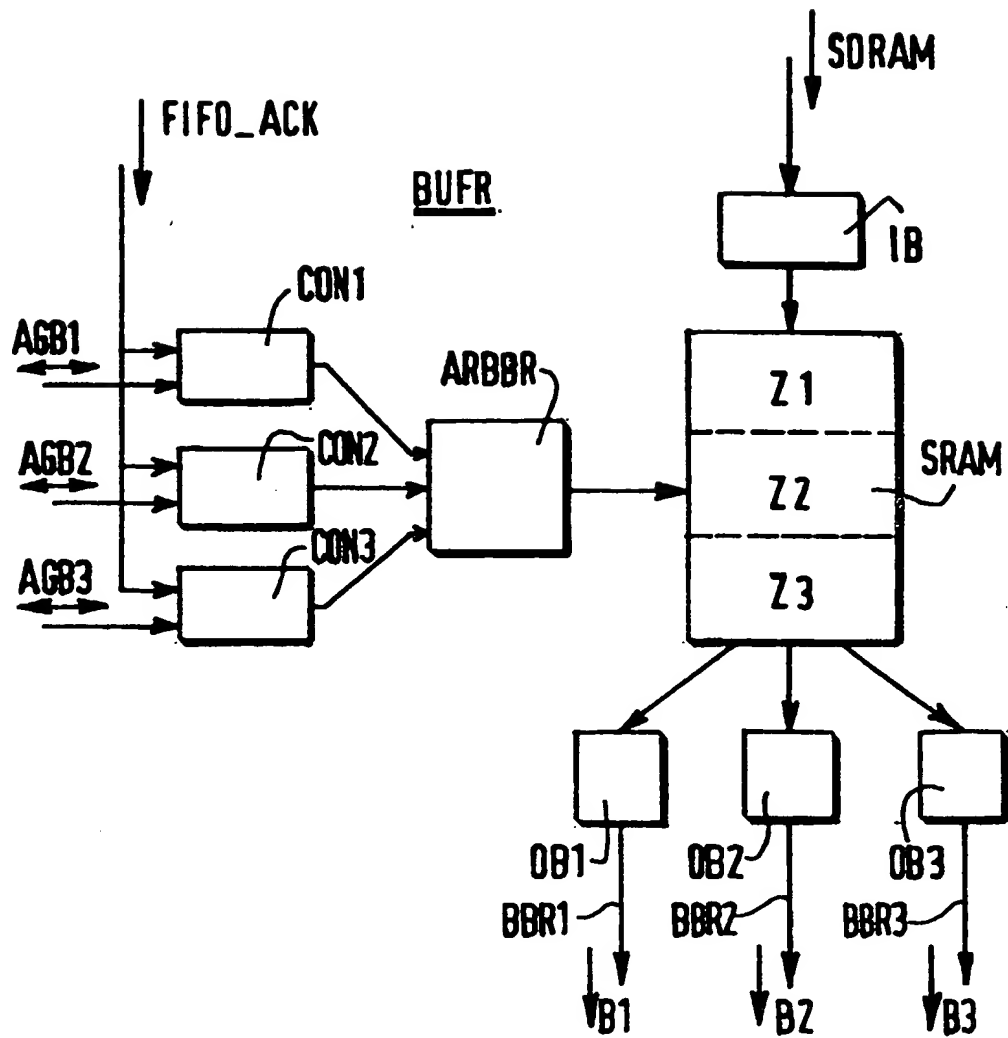 SDRAM
FIFO_ACK
BUFR
IB
CON1
AGB1
ARBBR
Z1
CON2
AGB2
SRAM
Z2
CON3
AGB3
Z3
OB1
OB2
OB3
BBR1
BBR2
BBR3
B1
B2
B3